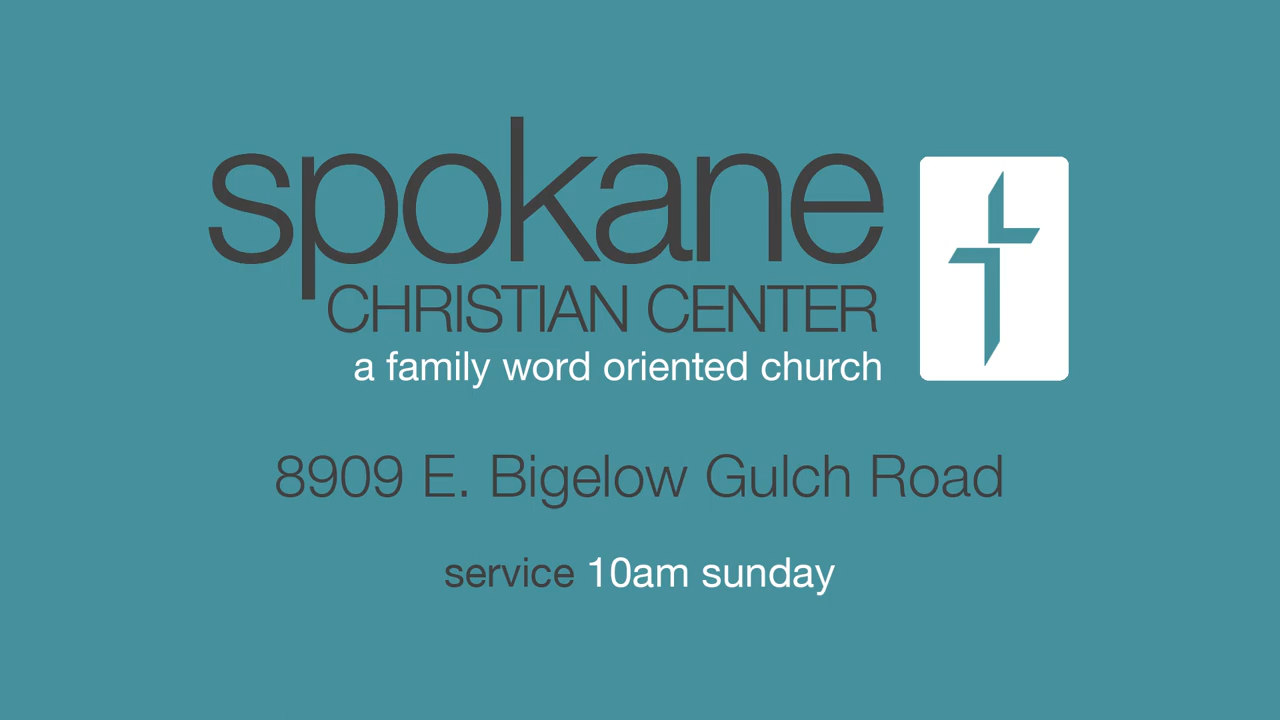 spokane
CHRISTIAN CENTER
a family word oriented church
8909 E. Bigelow Gulch Road
service 10am sunday